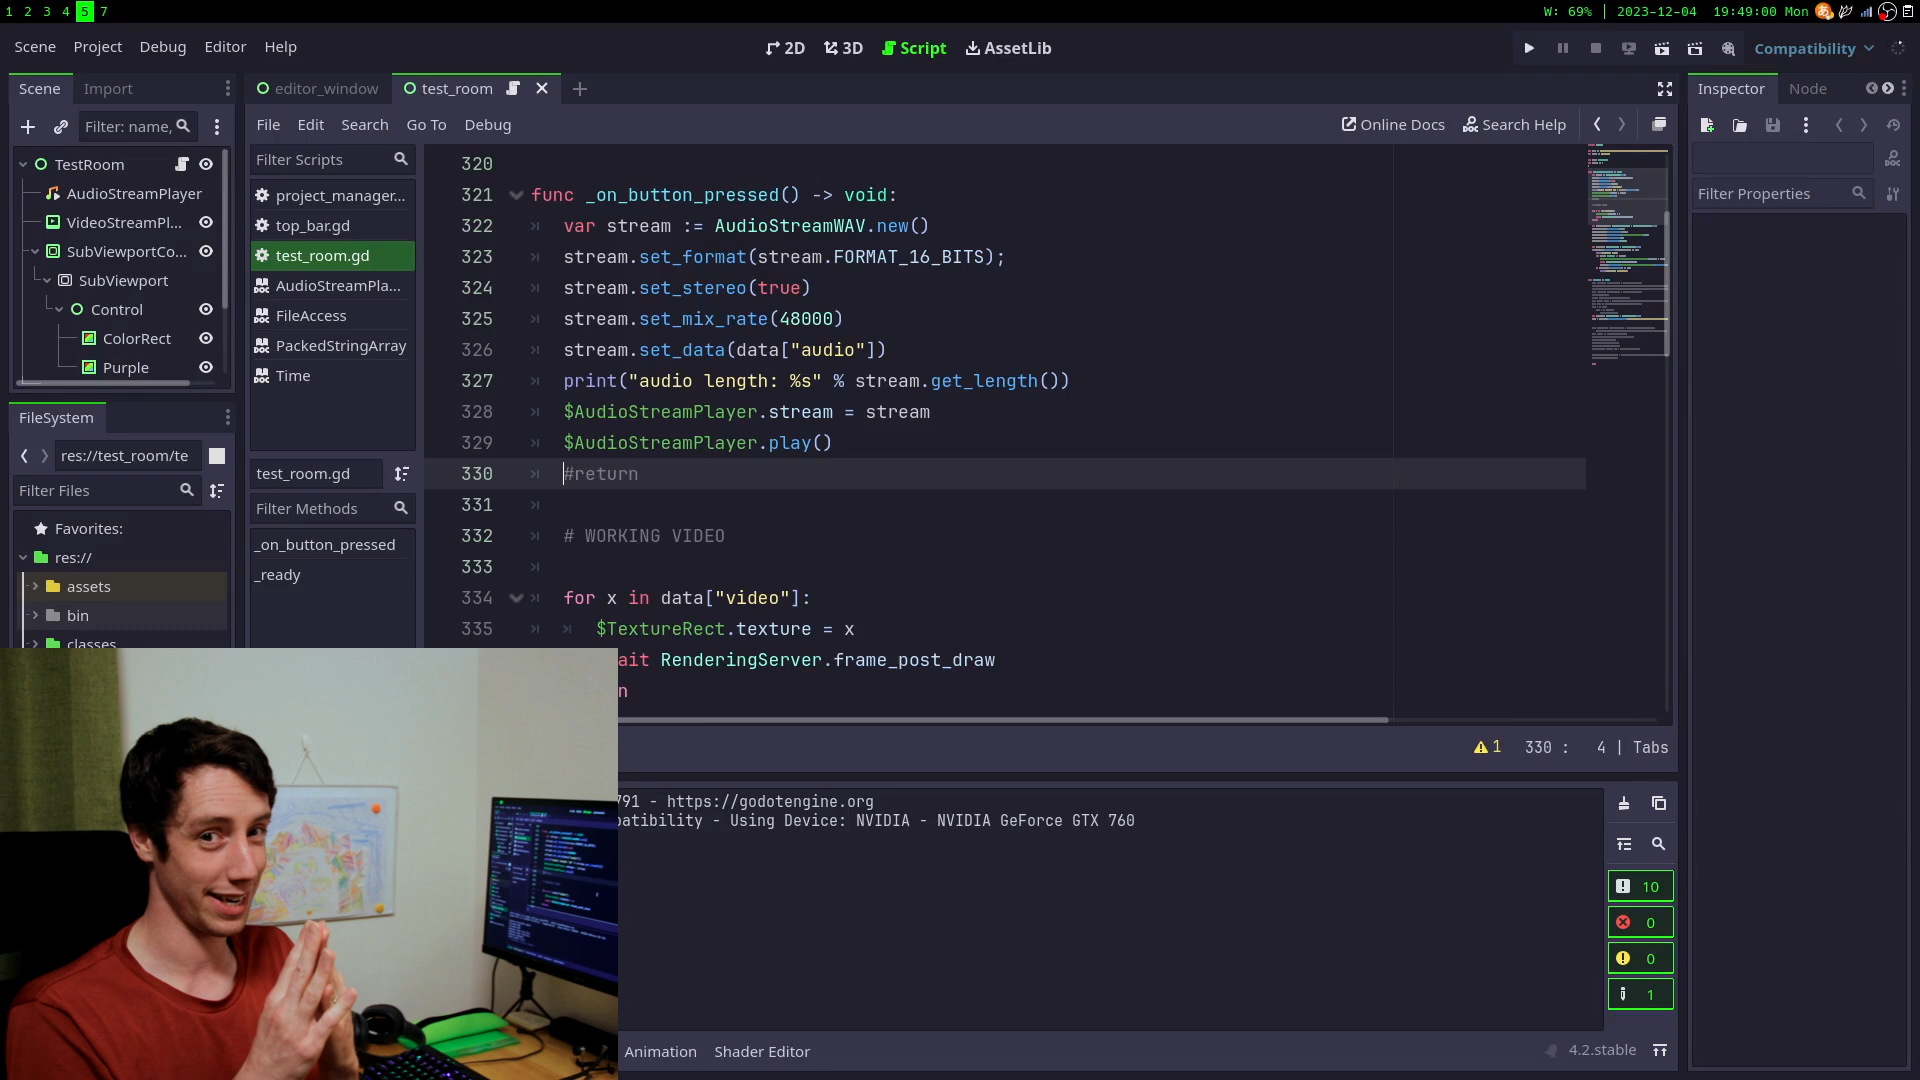 1 2 3 4 5 7
W: 69% | 2023-12-04 19:49:00 Mon
Scene Project Debug Editor Help
2D 3D Script AssetLib
Compatibility
Scene Import
editor_window test_room
Inspector Node
Filter: name,
File Edit Search Go To Debug
Online Docs Search Help
Filter Scripts
Filter Properties
TestRoom
AudioStreamPlayer
VideoStreamPl...
SubViewportCo...
SubViewport
Control
ColorRect
Purple
project_manager...
top_bar.gd
test_room.gd
AudioStreamPla...
FileAccess
PackedStringArray
Time
test_room.gd
Filter Methods
_on_button_pressed
_ready
FileSystem
res://test_room/te
Filter Files
Favorites:
res://
assets
bin
classes
320
321 func _on_button_pressed() -> void:
322 var stream := AudioStreamWAV.new()
323 stream.set_format(stream.FORMAT_16_BITS);
324 stream.set_stereo(true)
325 stream.set_mix_rate(48000)
326 stream.set_data(data["audio"])
327 print("audio length: %s" % stream.get_length())
328 $AudioStreamPlayer.stream = stream
329 $AudioStreamPlayer.play()
330 #return
331
332 # WORKING VIDEO
333
334 for x in data["video"]:
335 $TextureRect.texture = x
ait RenderingServer.frame_post_draw
n
1 330 : 4 | Tabs
791 - https://godotengine.org
patibility - Using Device: NVIDIA - NVIDIA GeForce GTX 760
10
0
0
1
Animation Shader Editor
4.2.stable